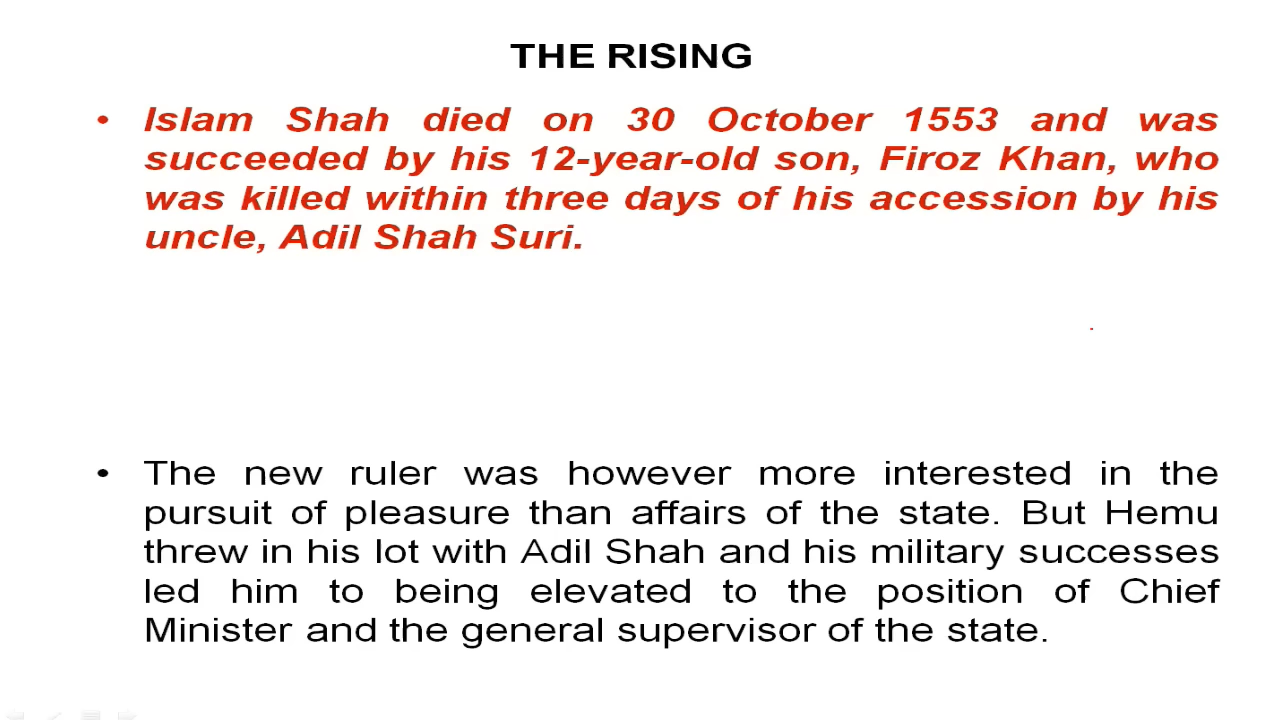 THE RISING
• Islam Shah died on 30 October 1553 and was
succeeded by his 12-year-old son, Firoz Khan, who
was killed within three days of his accession by his
uncle, Adil Shah Suri.
• The new ruler was however more interested in the
pursuit of pleasure than affairs of the state. But Hemu
threw in his lot with Adil Shah and his military successes
led him to being elevated to the position of Chief
Minister and the general supervisor of the state.